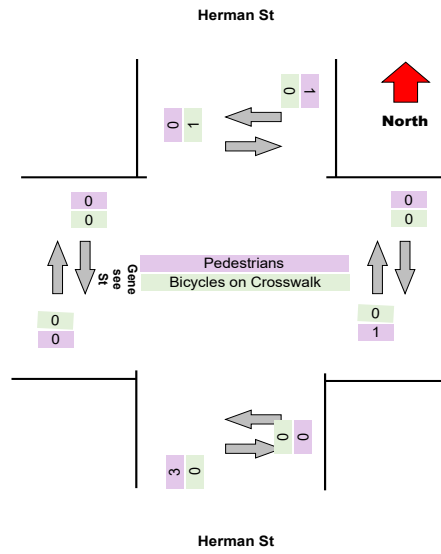 Herman St
0 1
0 1
North
0
0
0
0
Gene
see
St
Pedestrians
Bicycles on Crosswalk
0
0
0
1
0 0
3 0
Herman St